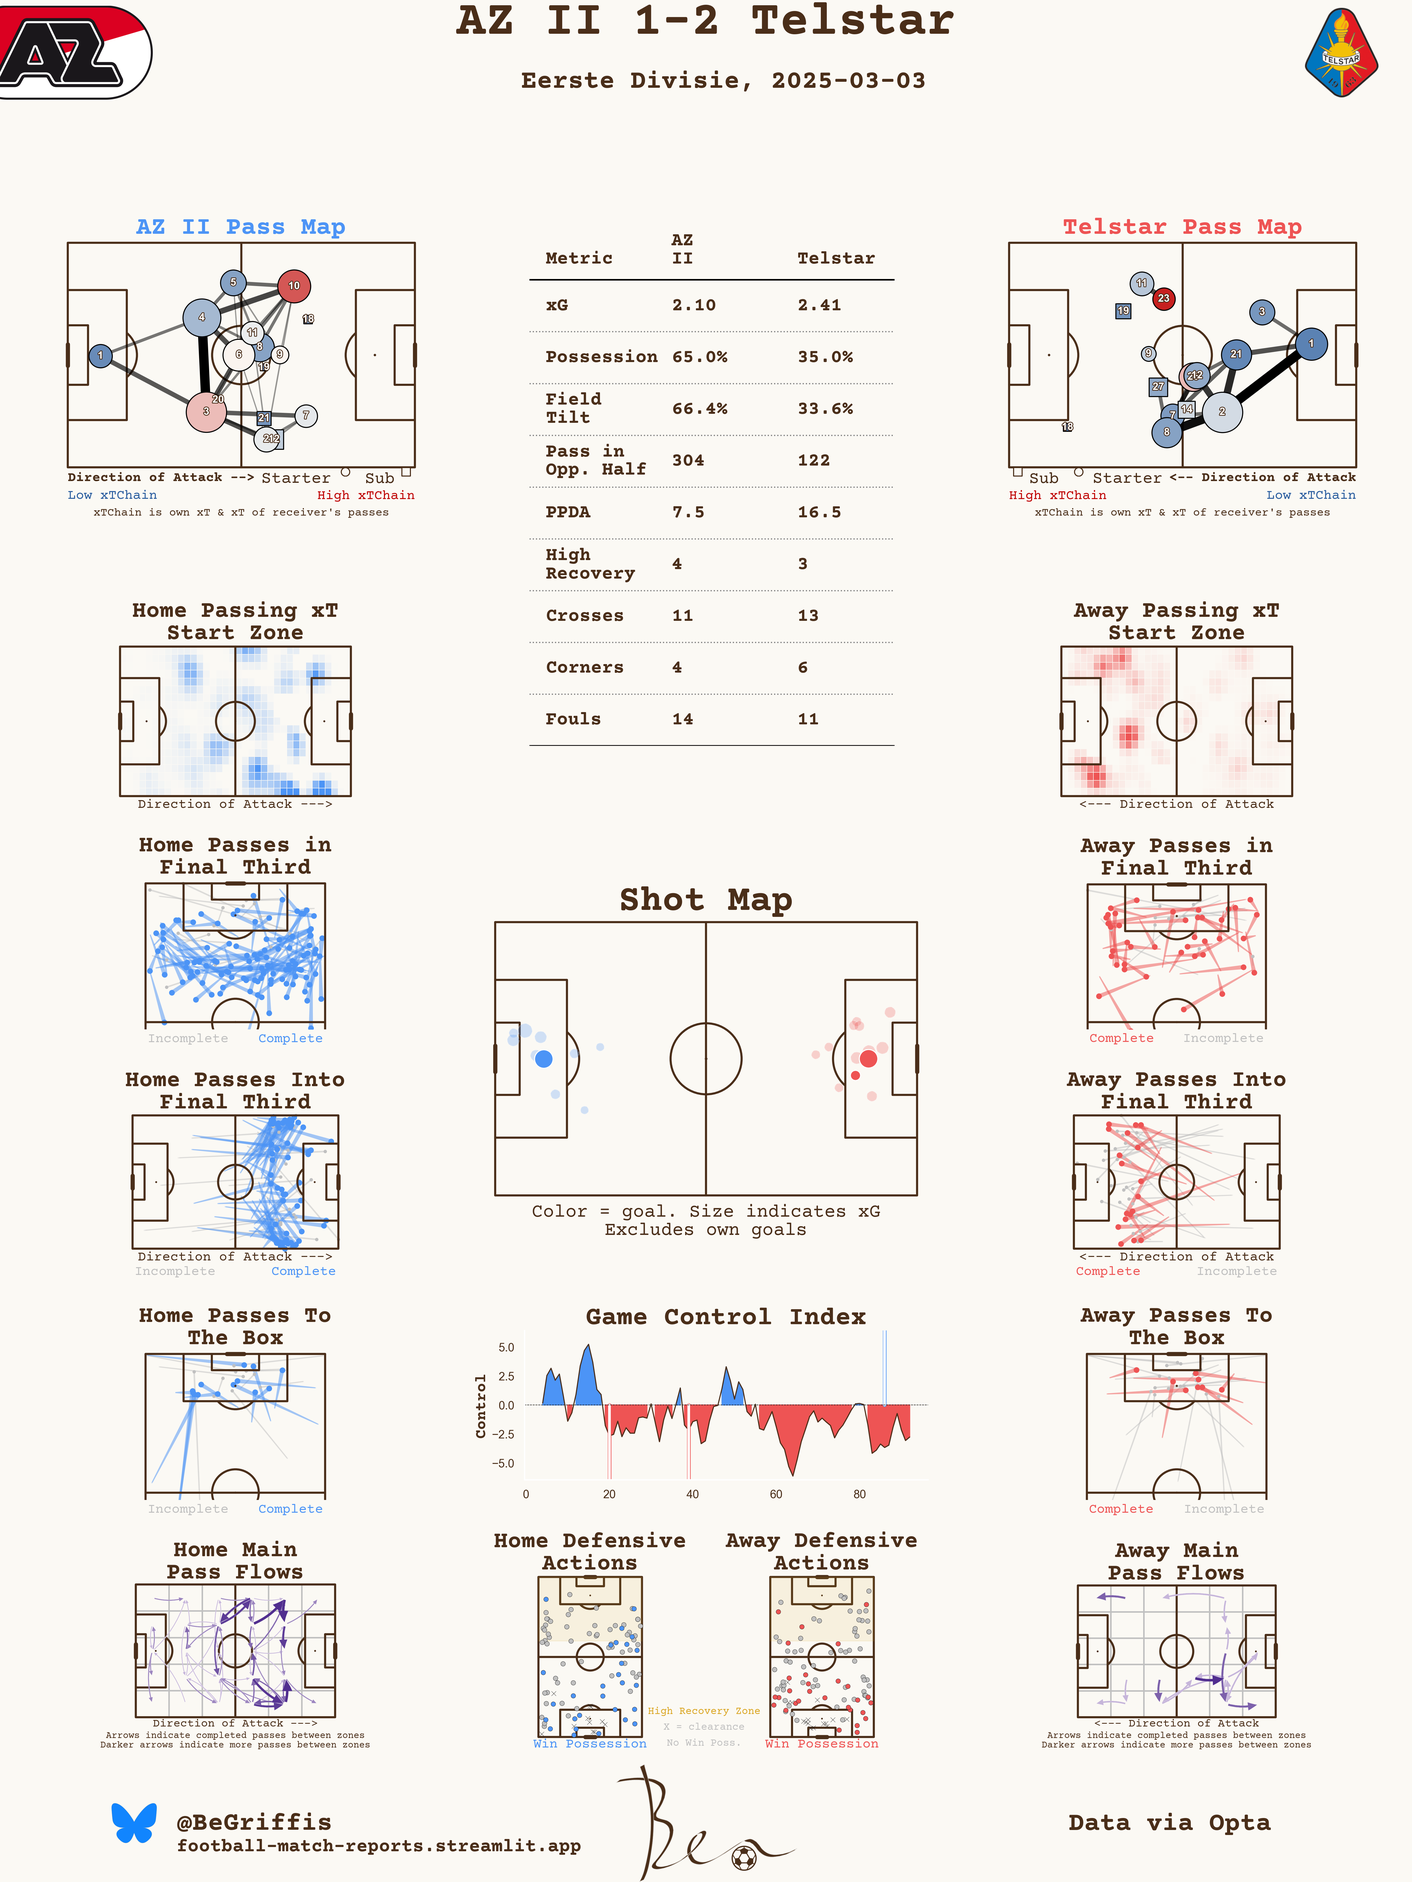 AZ II 1-2 Telstar
Eerste Divisie, 2025-03-03
AZ
TELSTAR
AZ II Pass Map
5
10
4
18
11
8
6
9
1
19
20
3
7
21
212
Direction of Attack --> Starter Sub
Low xTChain High xTChain
xTChain is own xT & xT of receiver's passes
Metric AZ II Telstar
xG 2.10 2.41
Possession 65.0% 35.0%
Field Tilt 66.4% 33.6%
Pass in Opp. Half 304 122
PPDA 7.5 16.5
High Recovery 4 3
Crosses 11 13
Corners 4 6
Fouls 14 11
Telstar Pass Map
11
23
19
3
1
9
21
12
27
14
7
2
8
18
Sub Starter <-- Direction of Attack
High xTChain Low xTChain
xTChain is own xT & xT of receiver's passes
Home Passing xT
Start Zone
Direction of Attack --->
Away Passing xT
Start Zone
<--- Direction of Attack
Home Passes in
Final Third
Incomplete Complete
Away Passes in
Final Third
Complete Incomplete
Shot Map
Color = goal. Size indicates xG
Excludes own goals
Home Passes Into
Final Third
Direction of Attack --->
Incomplete Complete
Away Passes Into
Final Third
<--- Direction of Attack
Complete Incomplete
Home Passes To
The Box
Incomplete Complete
Game Control Index
Control
5.0
2.5
0.0
−2.5
−5.0
0 20 40 60 80
Away Passes To
The Box
Complete Incomplete
Home Main
Pass Flows
Direction of Attack --->
Arrows indicate completed passes between zones
Darker arrows indicate more passes between zones
Home Defensive
Actions
Win Possession
High Recovery Zone
X = clearance
No Win Poss.
Away Defensive
Actions
Win Possession
Away Main
Pass Flows
<--- Direction of Attack
Arrows indicate completed passes between zones
Darker arrows indicate more passes between zones
@BeGriffis
football-match-reports.streamlit.app
Ben
Data via Opta